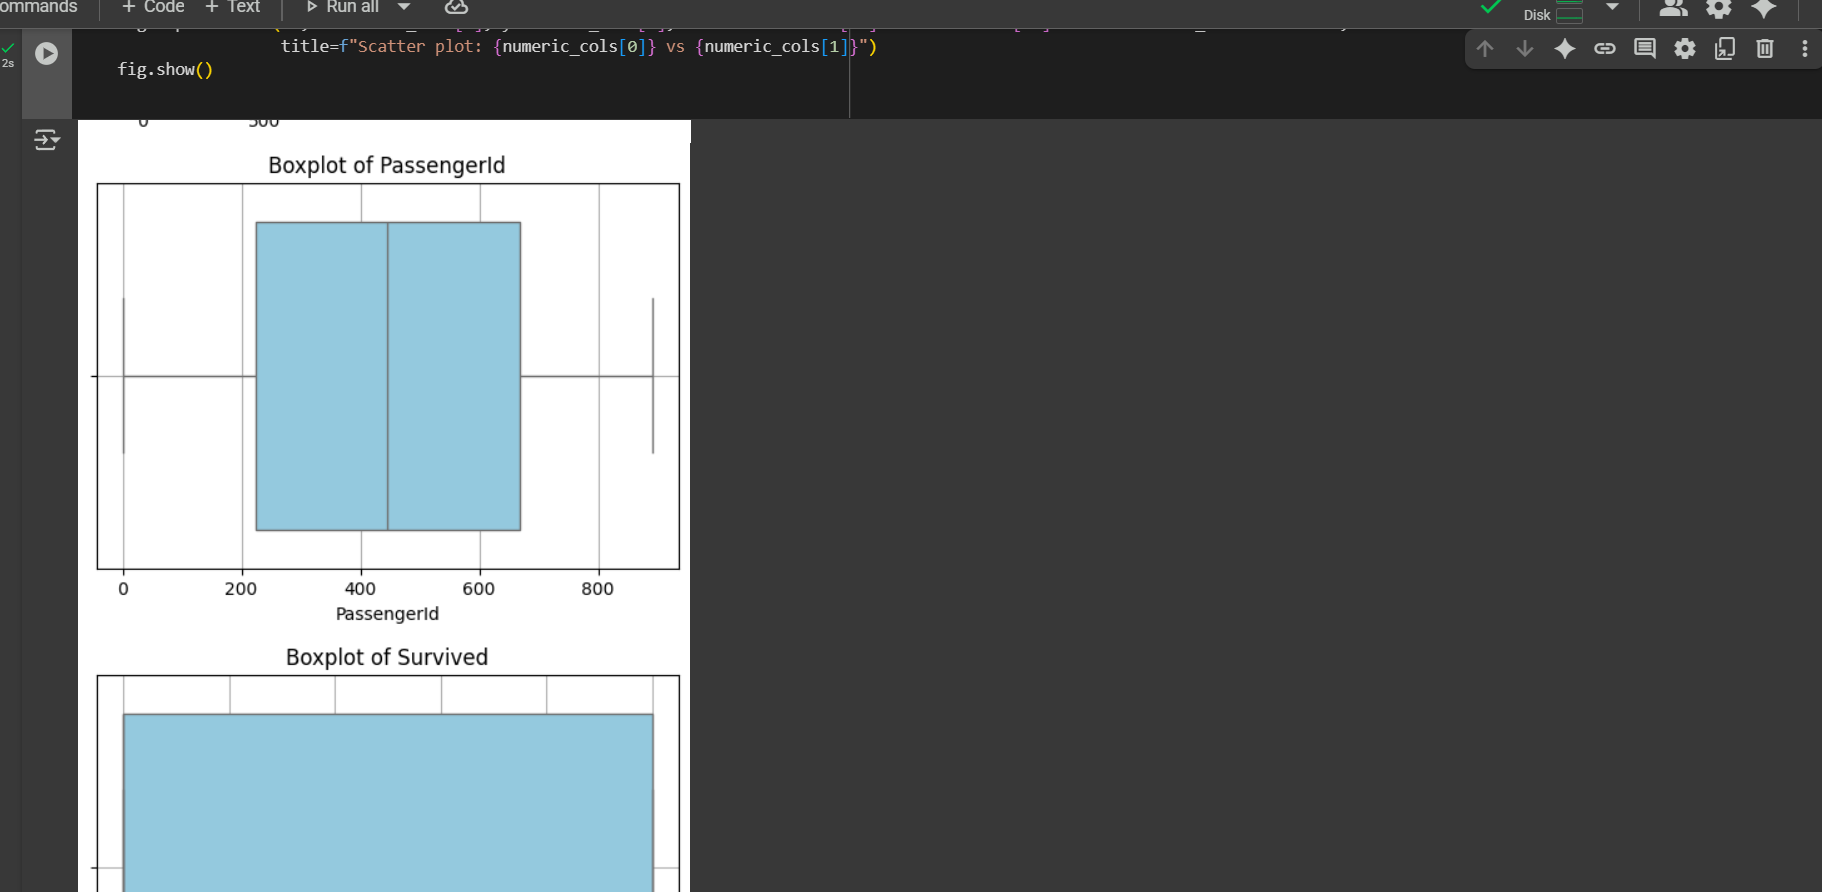 ommands + Code + Text Run all Disk
2s
title=f"Scatter plot: {numeric_cols[0]} vs {numeric_cols[1]}")
fig.show()
0 500
Boxplot of PassengerId
0 200 400 600 800
PassengerId
Boxplot of Survived